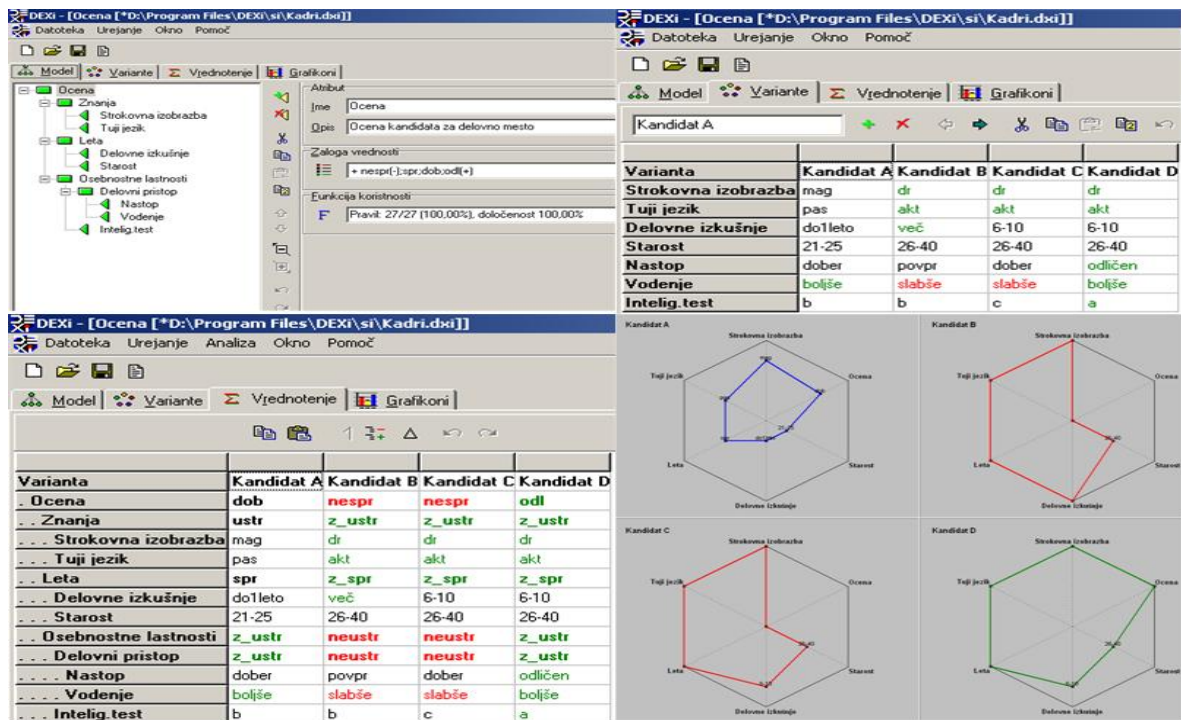 DEXi - [Ocena [*D:\Program Files\DEXi\si\Kadri.dxi]]
Datoteka Urejanje Okno Pomoč
Model Variante Vrednotenje Grafikoni
Ocena
Znanja
Strokovna izobrazba
Tuji jezik
Leta
Delovne izkušnje
Starost
Osebnostne lastnosti
Delovni pristop
Nastop
Vodenje
Intelig.test
Atribut
Ime Ocena
Opis Ocena kandidata za delovno mesto
Zaloga vrednosti
+ nespr(-);spr;dob;odl(+)
Funkcija koristnosti
F Pravil: 27/27 (100,00%), določenost 100,00%
DEXi - [Ocena [*D:\Program Files\DEXi\si\Kadri.dxi]]
Datoteka Urejanje Okno Pomoč
Model Variante Vrednotenje Grafikoni
Kandidat A
Varianta Kandidat A Kandidat B Kandidat C Kandidat D
Strokovna izobrazba mag dr dr dr
Tuji jezik pas akt akt akt
Delovne izkušnje do1leto več 6-10 6-10
Starost 21-25 26-40 26-40 26-40
Nastop dober povpr dober odličen
Vodenje boljše slabše slabše boljše
Intelig.test b b c a
DEXi - [Ocena [*D:\Program Files\DEXi\si\Kadri.dxi]]
Datoteka Urejanje Analiza Okno Pomoč
Model Variante Vrednotenje Grafikoni
Varianta Kandidat A Kandidat B Kandidat C Kandidat D
. Ocena dob nespr nespr odl
. . Znanja ustr z_ustr z_ustr z_ustr
. . . Strokovna izobrazba mag dr dr dr
. . . Tuji jezik pas akt akt akt
. . Leta spr z_spr z_spr z_spr
. . . Delovne izkušnje do1leto več 6-10 6-10
. . . Starost 21-25 26-40 26-40 26-40
. . Osebnostne lastnosti z_ustr neustr neustr z_ustr
. . . Delovni pristop z_ustr neustr neustr z_ustr
. . . . Nastop dober povpr dober odličen
. . . . Vodenje boljše slabše slabše boljše
. . . Intelig.test b b c a
Kandidat A
Strokovna izobrazba
Tuji jezik
Ocena
21-25
Leta
Starost
Delovne izkušnje
Kandidat B
Strokovna izobrazba
Tuji jezik
Ocena
26-40
Leta
Starost
Delovne izkušnje
Kandidat C
Strokovna izobrazba
Tuji jezik
Ocena
26-40
Leta
Starost
6-10
Delovne izkušnje
Kandidat D
Strokovna izobrazba
Tuji jezik
Ocena
26-40
Leta
Starost
6-10
Delovne izkušnje